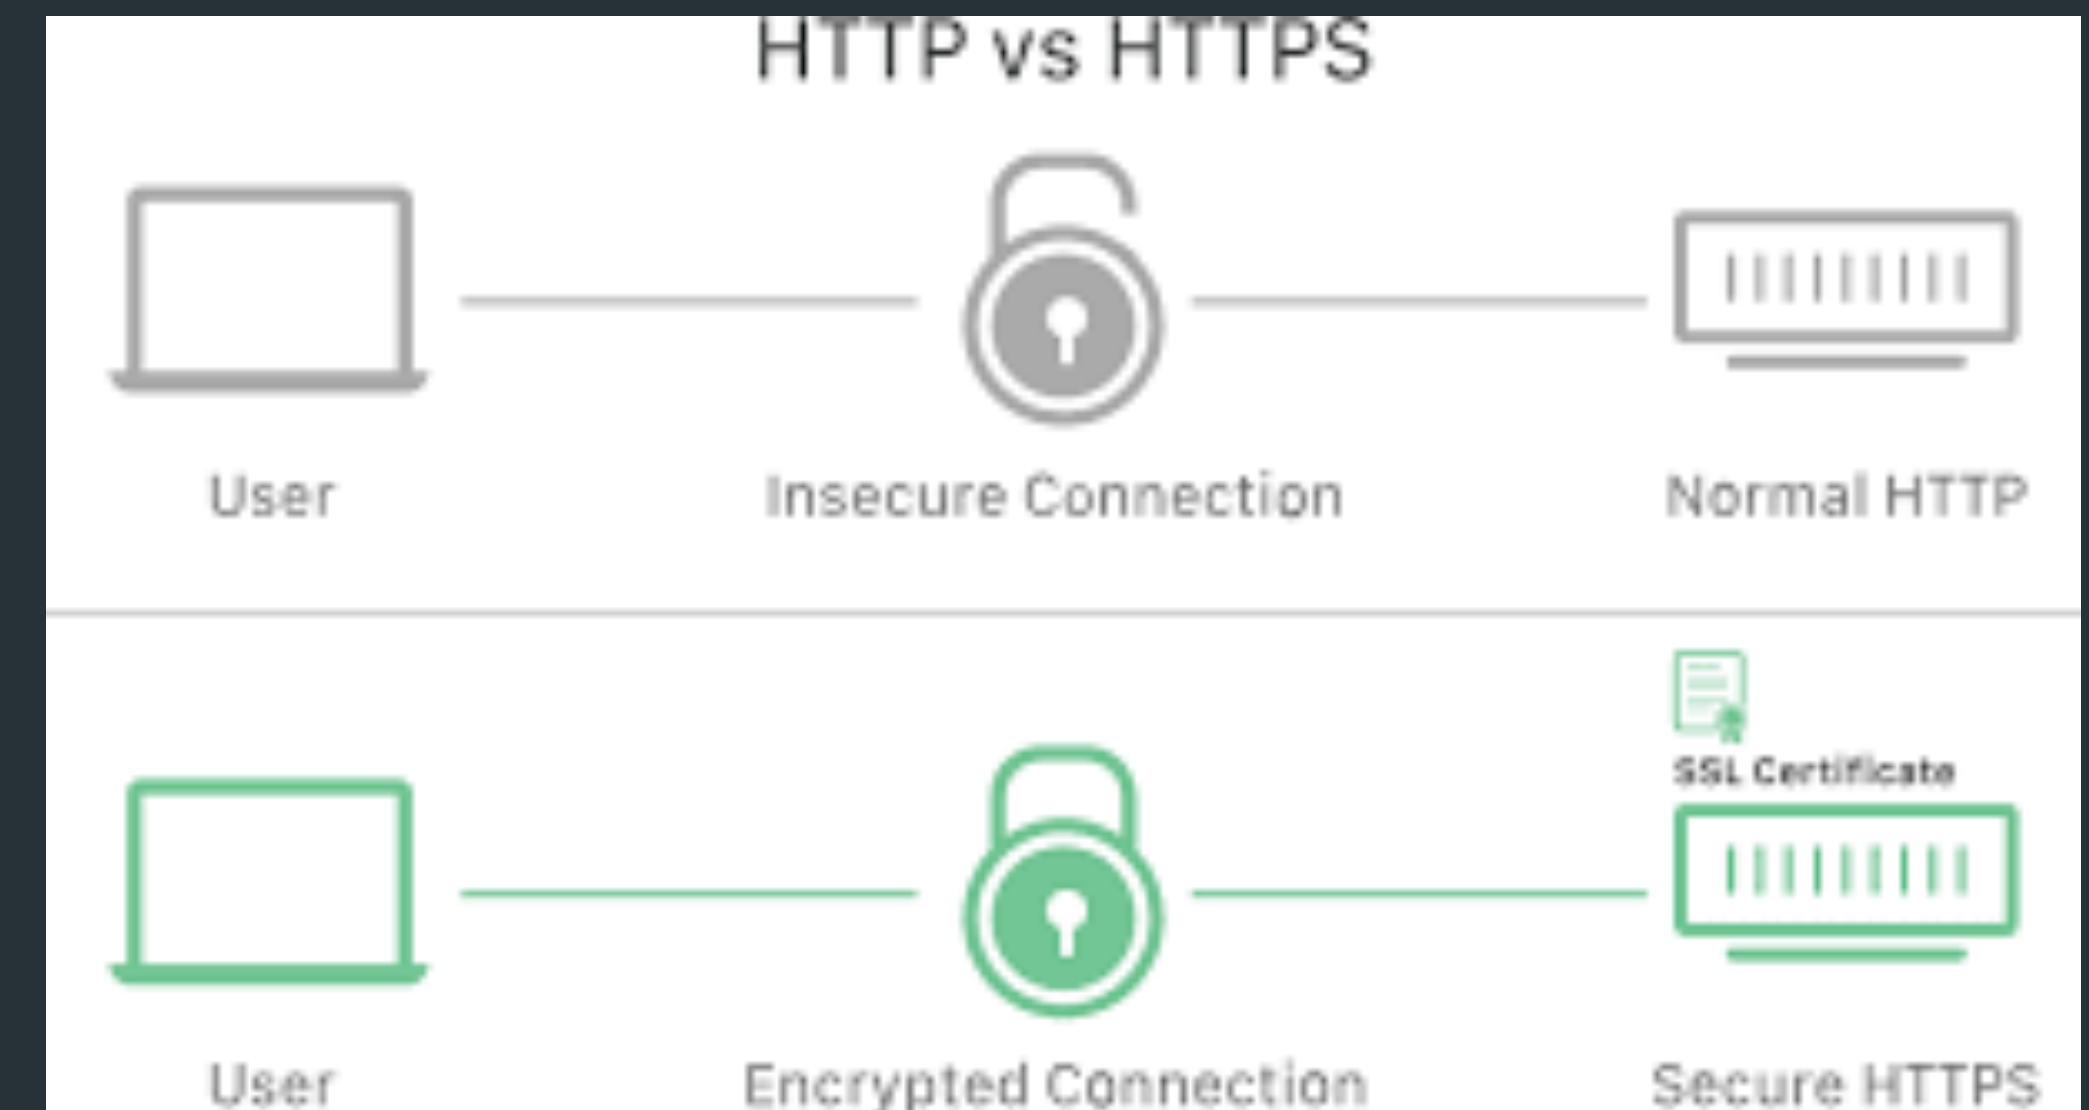 HTTP vs HTTPS
User
Insecure Connection
Normal HTTP
SSL Certificate
User
Encrypted Connection
Secure HTTPS